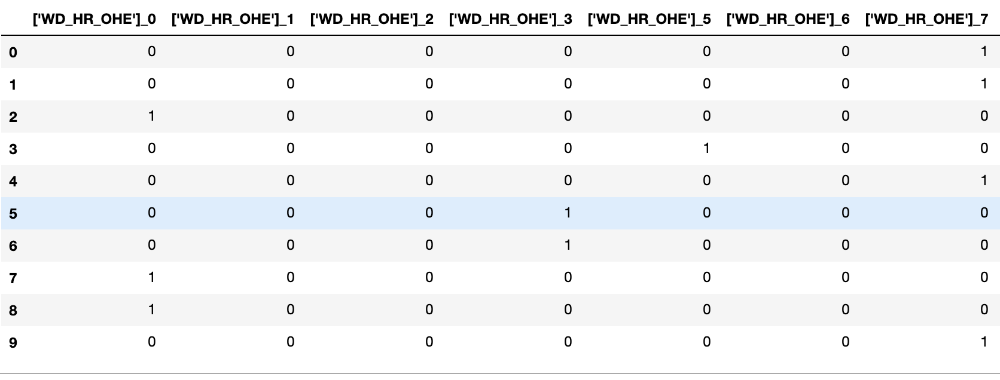 ['WD_HR_OHE']_0 ['WD_HR_OHE']_1 ['WD_HR_OHE']_2 ['WD_HR_OHE']_3 ['WD_HR_OHE']_5 ['WD_HR_OHE']_6 ['WD_HR_OHE']_7
0 0 0 0 0 0 0 1
1 0 0 0 0 0 0 1
2 1 0 0 0 0 0 0
3 0 0 0 0 1 0 0
4 0 0 0 0 0 0 1
5 0 0 0 1 0 0 0
6 0 0 0 1 0 0 0
7 1 0 0 0 0 0 0
8 1 0 0 0 0 0 0
9 0 0 0 0 0 0 1